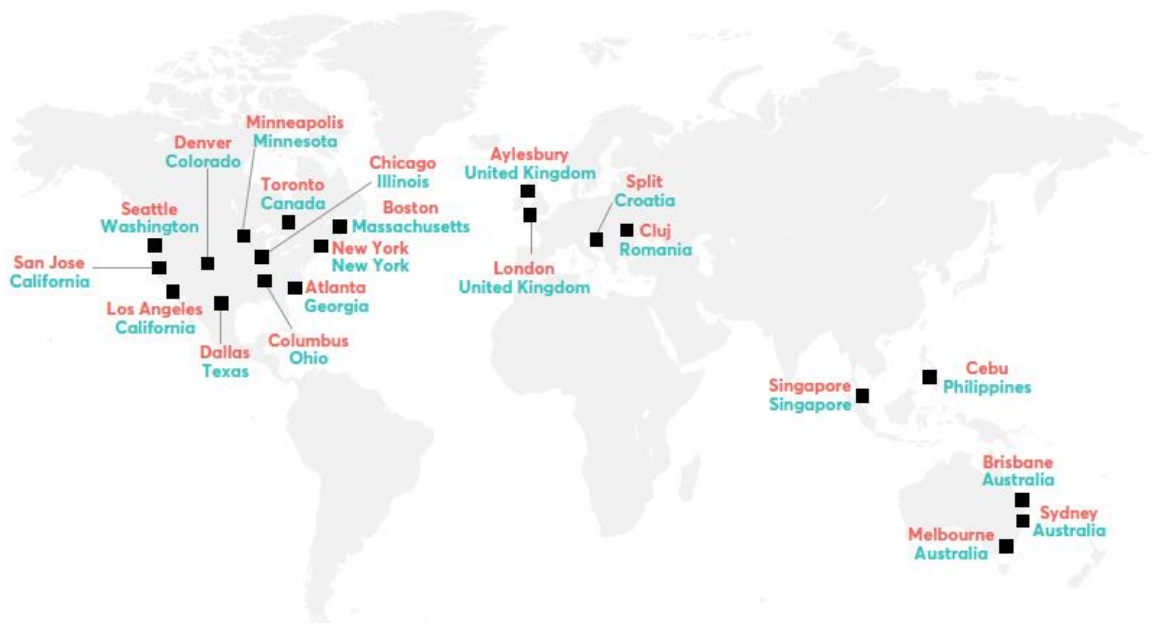 Minneapolis
Minnesota
Denver
Colorado
Chicago
Illinois
Toronto
Canada
Boston
Massachusetts
Seattle
Washington
New York
New York
San Jose
California
Atlanta
Georgia
Los Angeles
California
Columbus
Ohio
Dallas
Texas
Aylesbury
United Kingdom
Split
Croatia
Cluj
Romania
London
United Kingdom
Cebu
Philippines
Singapore
Singapore
Brisbane
Australia
Sydney
Australia
Melbourne
Australia